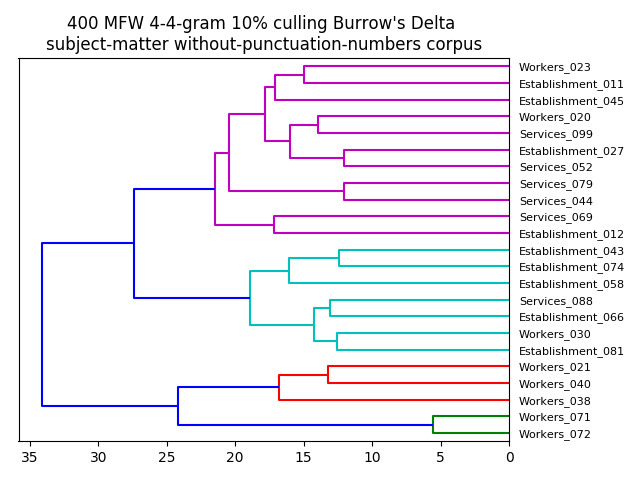 400 MFW 4-4-gram 10% culling Burrow's Delta
subject-matter without-punctuation-numbers corpus
Workers_023
Establishment_011
Establishment_045
Workers_020
Services_099
Establishment_027
Services_052
Services_079
Services_044
Services_069
Establishment_012
Establishment_043
Establishment_074
Establishment_058
Services_088
Establishment_066
Workers_030
Establishment_081
Workers_021
Workers_040
Workers_038
Workers_071
Workers_072
35 30 25 20 15 10 5 0